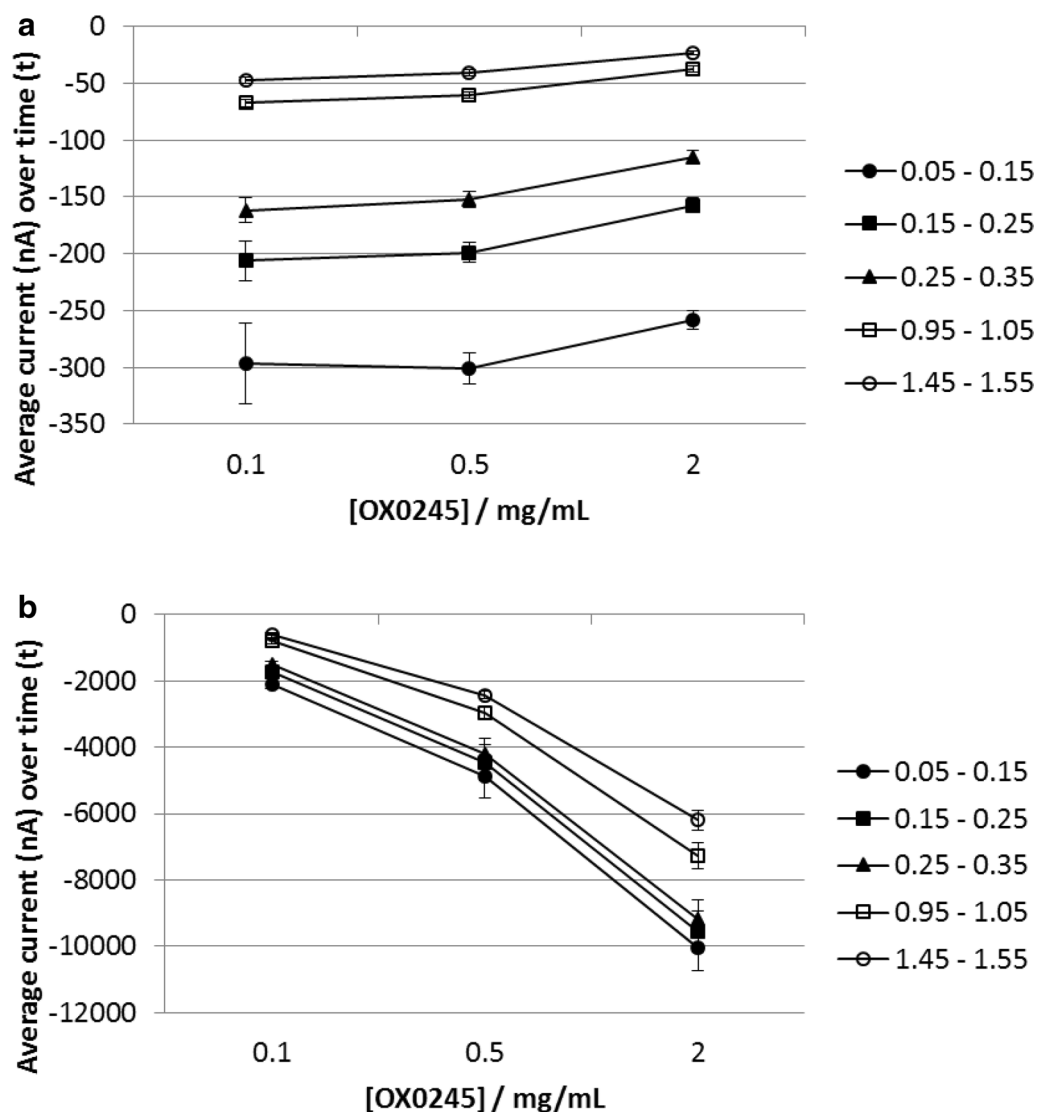 a
Average current (nA) over time (t)
0
-50
-100
-150
-200
-250
-300
-350
0.1 0.5 2
[OX0245] / mg/mL
0.05 - 0.15
0.15 - 0.25
0.25 - 0.35
0.95 - 1.05
1.45 - 1.55
b
Average current (nA) over time (t)
0
-2000
-4000
-6000
-8000
-10000
-12000
0.1 0.5 2
[OX0245] / mg/mL
0.05 - 0.15
0.15 - 0.25
0.25 - 0.35
0.95 - 1.05
1.45 - 1.55